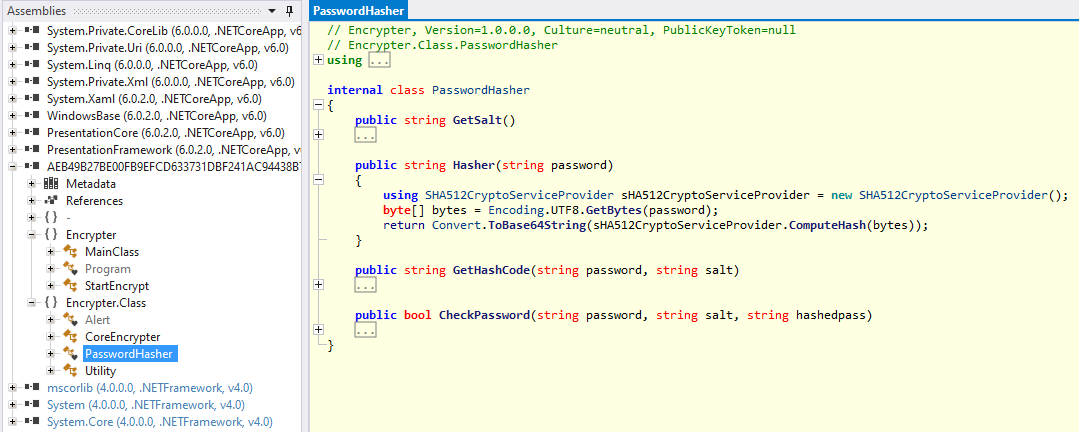 Assemblies
System.Private.CoreLib (6.0.0.0, .NETCoreApp, v6.0)
System.Private.Uri (6.0.0.0, .NETCoreApp, v6.0)
System.Linq (6.0.0.0, .NETCoreApp, v6.0)
System.Private.Xml (6.0.0.0, .NETCoreApp, v6.0)
System.Xaml (6.0.2.0, .NETCoreApp, v6.0)
WindowsBase (6.0.2.0, .NETCoreApp, v6.0)
PresentationCore (6.0.2.0, .NETCoreApp, v6.0)
PresentationFramework (6.0.2.0, .NETCoreApp, v6.0
AEB49B27BE00FB9EFCD633731DBF241AC94438B7
Metadata
References
{ } -
{ } Encrypter
MainClass
Program
StartEncrypt
{ } Encrypter.Class
Alert
CoreEncrypter
PasswordHasher
Utility
mscorlib (4.0.0.0, .NETFramework, v4.0)
System (4.0.0.0, .NETFramework, v4.0)
System.Core (4.0.0.0, .NETFramework, v4.0)
PasswordHasher
// Encrypter, Version=1.0.0.0, Culture=neutral, PublicKeyToken=null
// Encrypter.Class.PasswordHasher
using ...
internal class PasswordHasher
{
public string GetSalt()
...
public string Hasher(string password)
{
using SHA512CryptoServiceProvider sHA512CryptoServiceProvider = new SHA512CryptoServiceProvider();
byte[] bytes = Encoding.UTF8.GetBytes(password);
return Convert.ToBase64String(sHA512CryptoServiceProvider.ComputeHash(bytes));
}
public string GetHashCode(string password, string salt)
...
public bool CheckPassword(string password, string salt, string hashedpass)
...
}